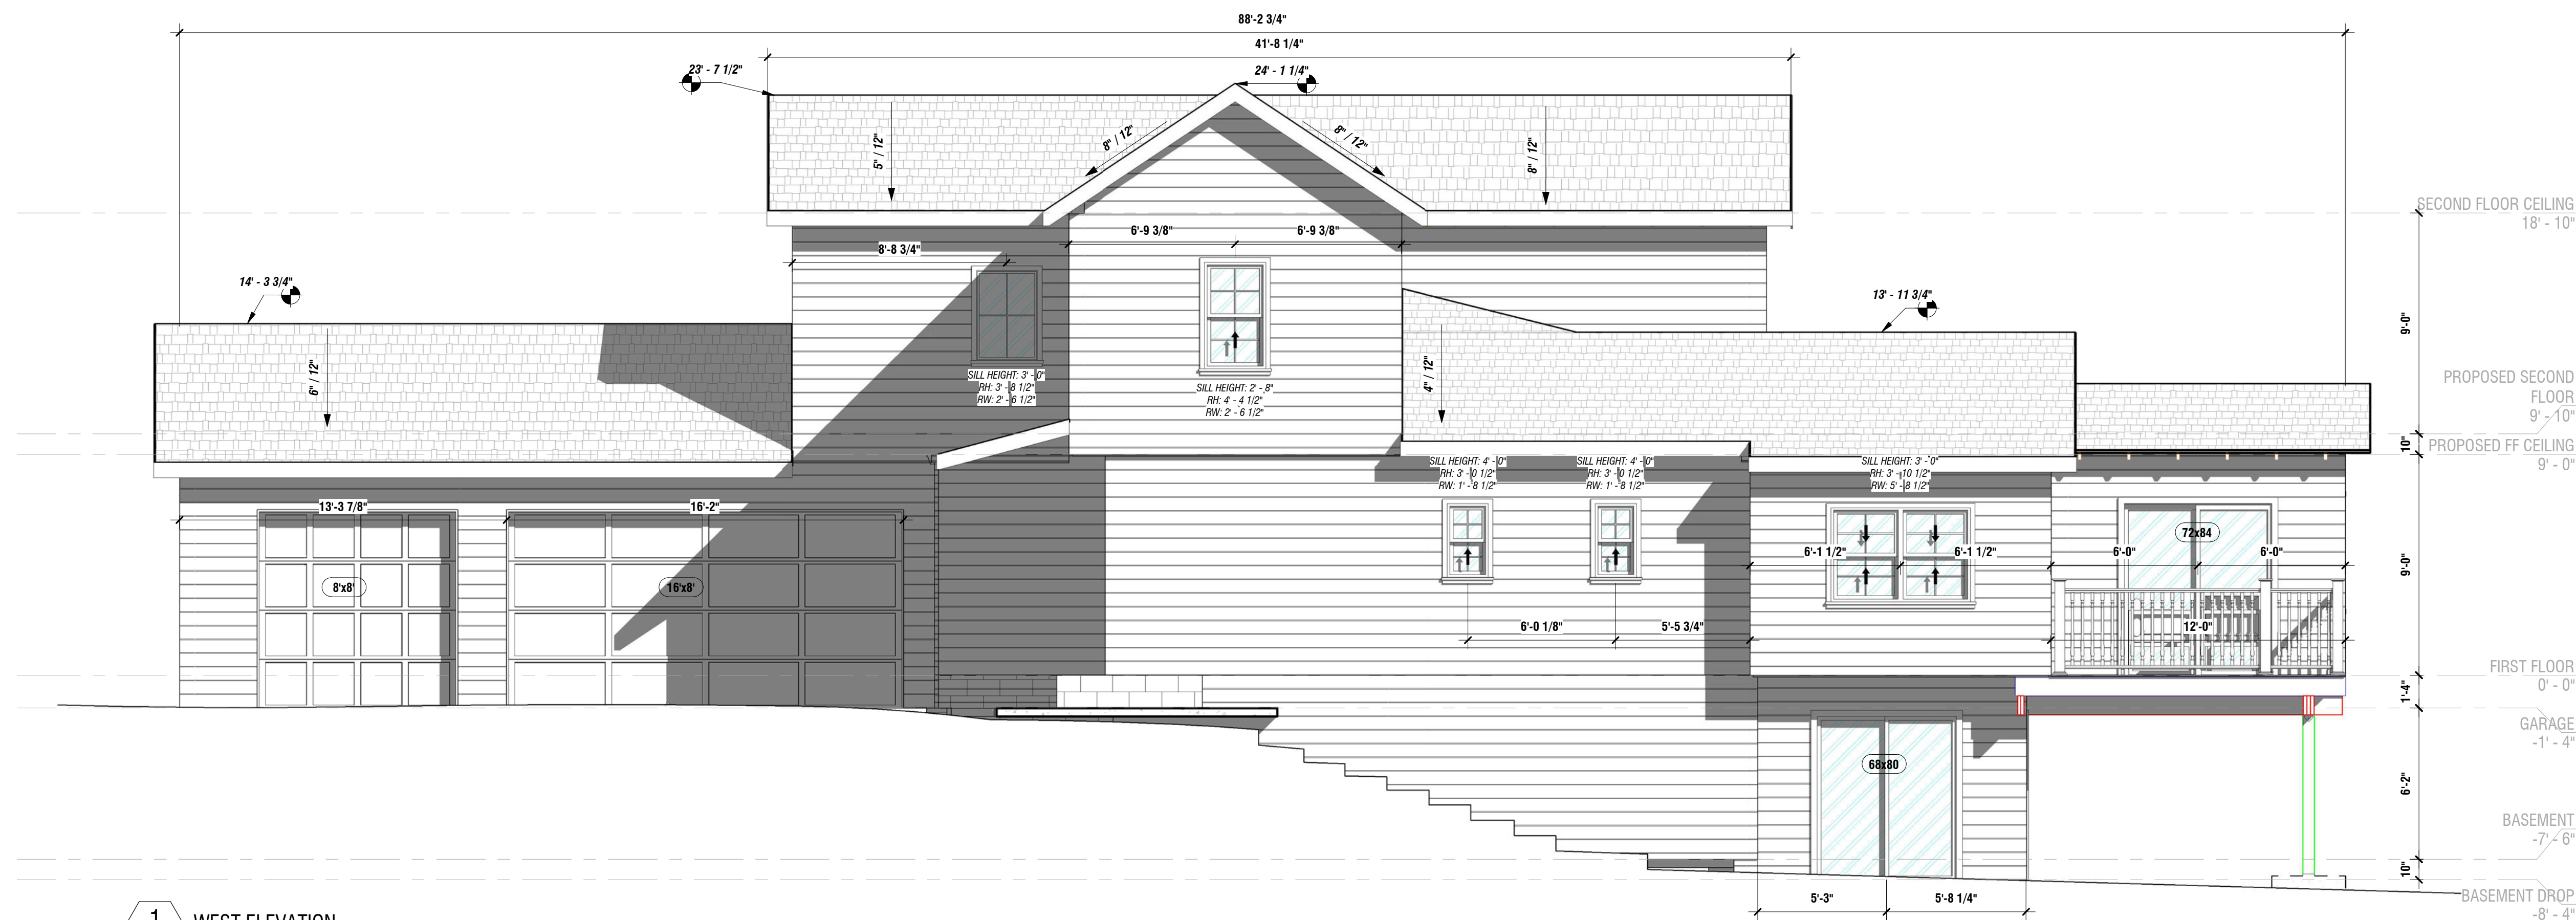 88'-2 3/4"
41'-8 1/4"
23' - 7 1/2"
24' - 1 1/4"
5" / 12"
8" / 12"
8" / 12"
8" / 12"
SECOND FLOOR CEILING
18' - 10"
6'-9 3/8"
6'-9 3/8"
8'-8 3/4"
14' - 3 3/4"
13' - 11 3/4"
9'-0"
6" / 12"
4" / 12"
SILL HEIGHT: 3' - 0"
RH: 3' - 8 1/2"
RW: 2' - 6 1/2"
SILL HEIGHT: 2' - 8"
RH: 4' - 4 1/2"
RW: 2' - 6 1/2"
PROPOSED SECOND
FLOOR
9' - 10"
10"
PROPOSED FF CEILING
9' - 0"
SILL HEIGHT: 4' - 0"
RH: 3' - 0 1/2"
RW: 1' - 8 1/2"
SILL HEIGHT: 4' - 0"
RH: 3' - 0 1/2"
RW: 1' - 8 1/2"
SILL HEIGHT: 3' - 0"
RH: 3' - 10 1/2"
RW: 5' - 8 1/2"
13'-3 7/8"
16'-2"
72x84
6'-1 1/2"
6'-1 1/2"
6'-0"
6'-0"
9'-0"
8'x8'
16'x8'
6'-0 1/8"
5'-5 3/4"
12'-0"
FIRST FLOOR
0' - 0"
1'-4"
GARAGE
-1' - 4"
68x80
6'-2"
BASEMENT
-7' - 6"
10"
5'-3"
5'-8 1/4"
BASEMENT DROP
-8' - 4"
1
WEST ELEVATION